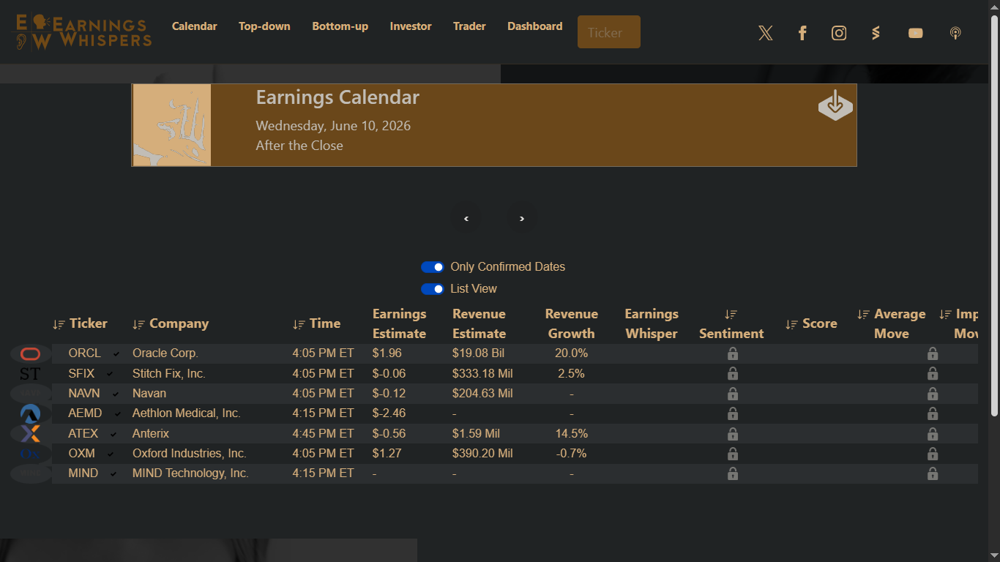 E EARNINGS
W WHISPERS
Calendar Top-down Bottom-up Investor Trader Dashboard Ticker
Earnings Calendar
Wednesday, June 10, 2026
After the Close
‹ ›
Only Confirmed Dates
List View
Ticker Company Time Earnings Estimate Revenue Estimate Revenue Growth Earnings Whisper Sentiment Score Average Move Imp Mov
ORCL Oracle Corp. 4:05 PM ET $1.96 $19.08 Bil 20.0%
ST SFIX Stitch Fix, Inc. 4:05 PM ET $-0.06 $333.18 Mil 2.5%
NAVN Navan 4:05 PM ET $-0.12 $204.63 Mil -
AEMD Aethlon Medical, Inc. 4:15 PM ET $-2.46 - -
ATEX Anterix 4:45 PM ET $-0.56 $1.59 Mil 14.5%
OXM Oxford Industries, Inc. 4:05 PM ET $1.27 $390.20 Mil -0.7%
MIND MIND Technology, Inc. 4:15 PM ET - - -